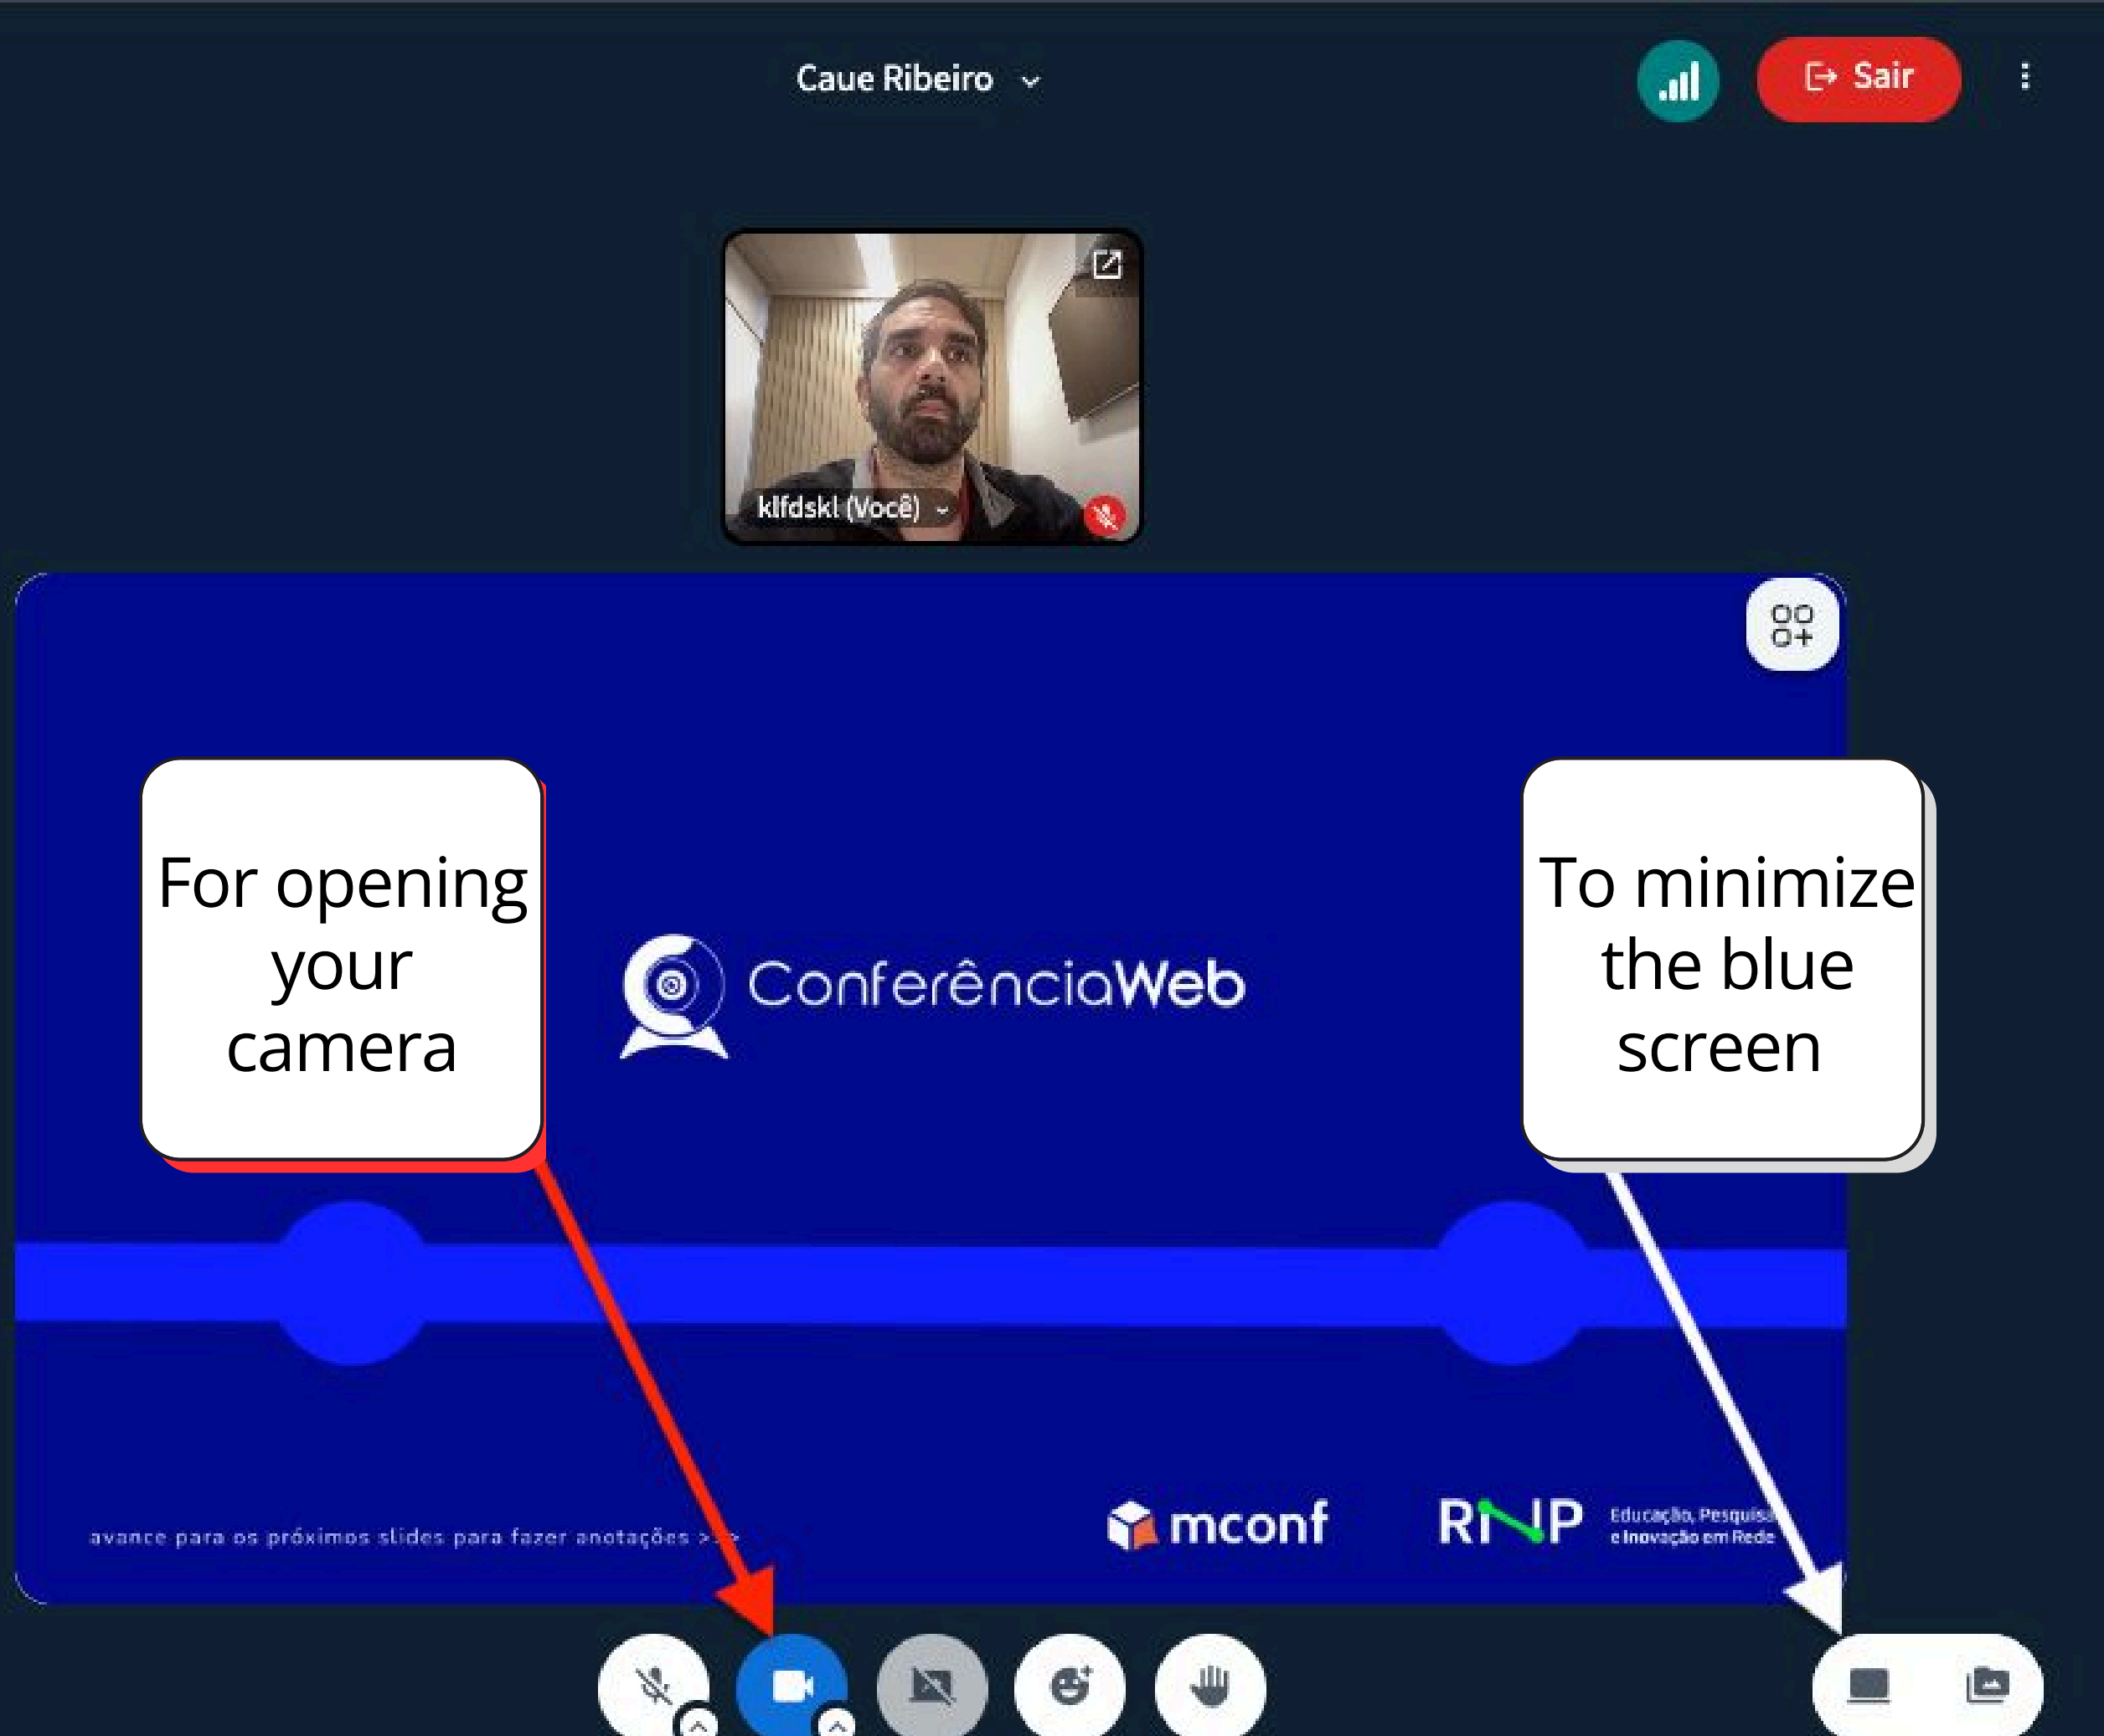 Caue Ribeiro
Sair
klfdskl (Você)
For opening
your
camera
To minimize
the blue
screen
ConferênciaWeb
avance para os próximos slides para fazer anotações >>>
mconf
RNP
Educação, Pesquisa
e Inovação em Rede